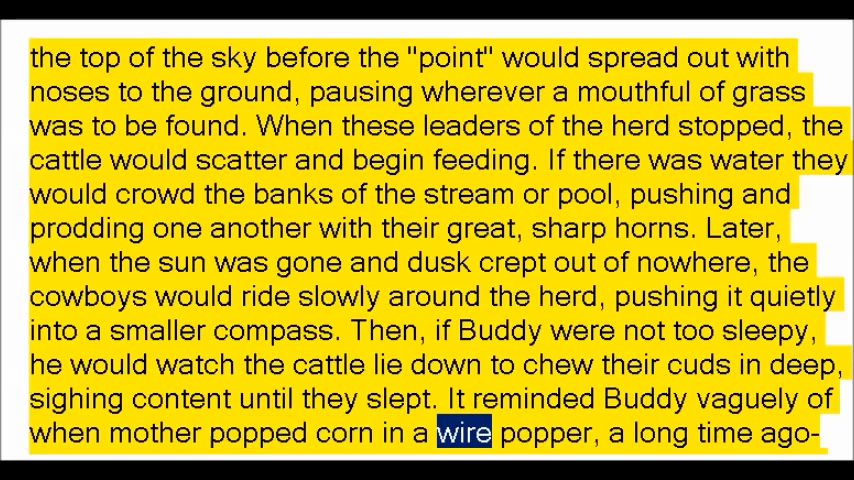 the top of the sky before the "point" would spread out with
noses to the ground, pausing wherever a mouthful of grass
was to be found. When these leaders of the herd stopped, the
cattle would scatter and begin feeding. If there was water they
would crowd the banks of the stream or pool, pushing and
prodding one another with their great, sharp horns. Later,
when the sun was gone and dusk crept out of nowhere, the
cowboys would ride slowly around the herd, pushing it quietly
into a smaller compass. Then, if Buddy were not too sleepy,
he would watch the cattle lie down to chew their cuds in deep,
sighing content until they slept. It reminded Buddy vaguely of
when mother popped corn in a wire popper, a long time ago-